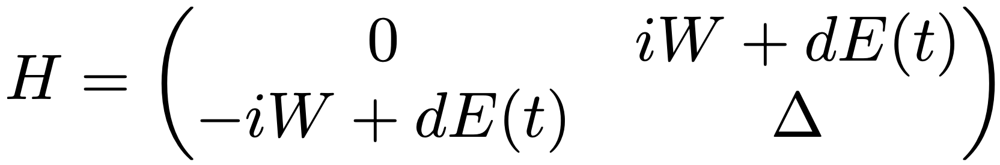 H = \begin{pmatrix} 0 & iW + dE(t) \\ -iW + dE(t) & \Delta \end{pmatrix}